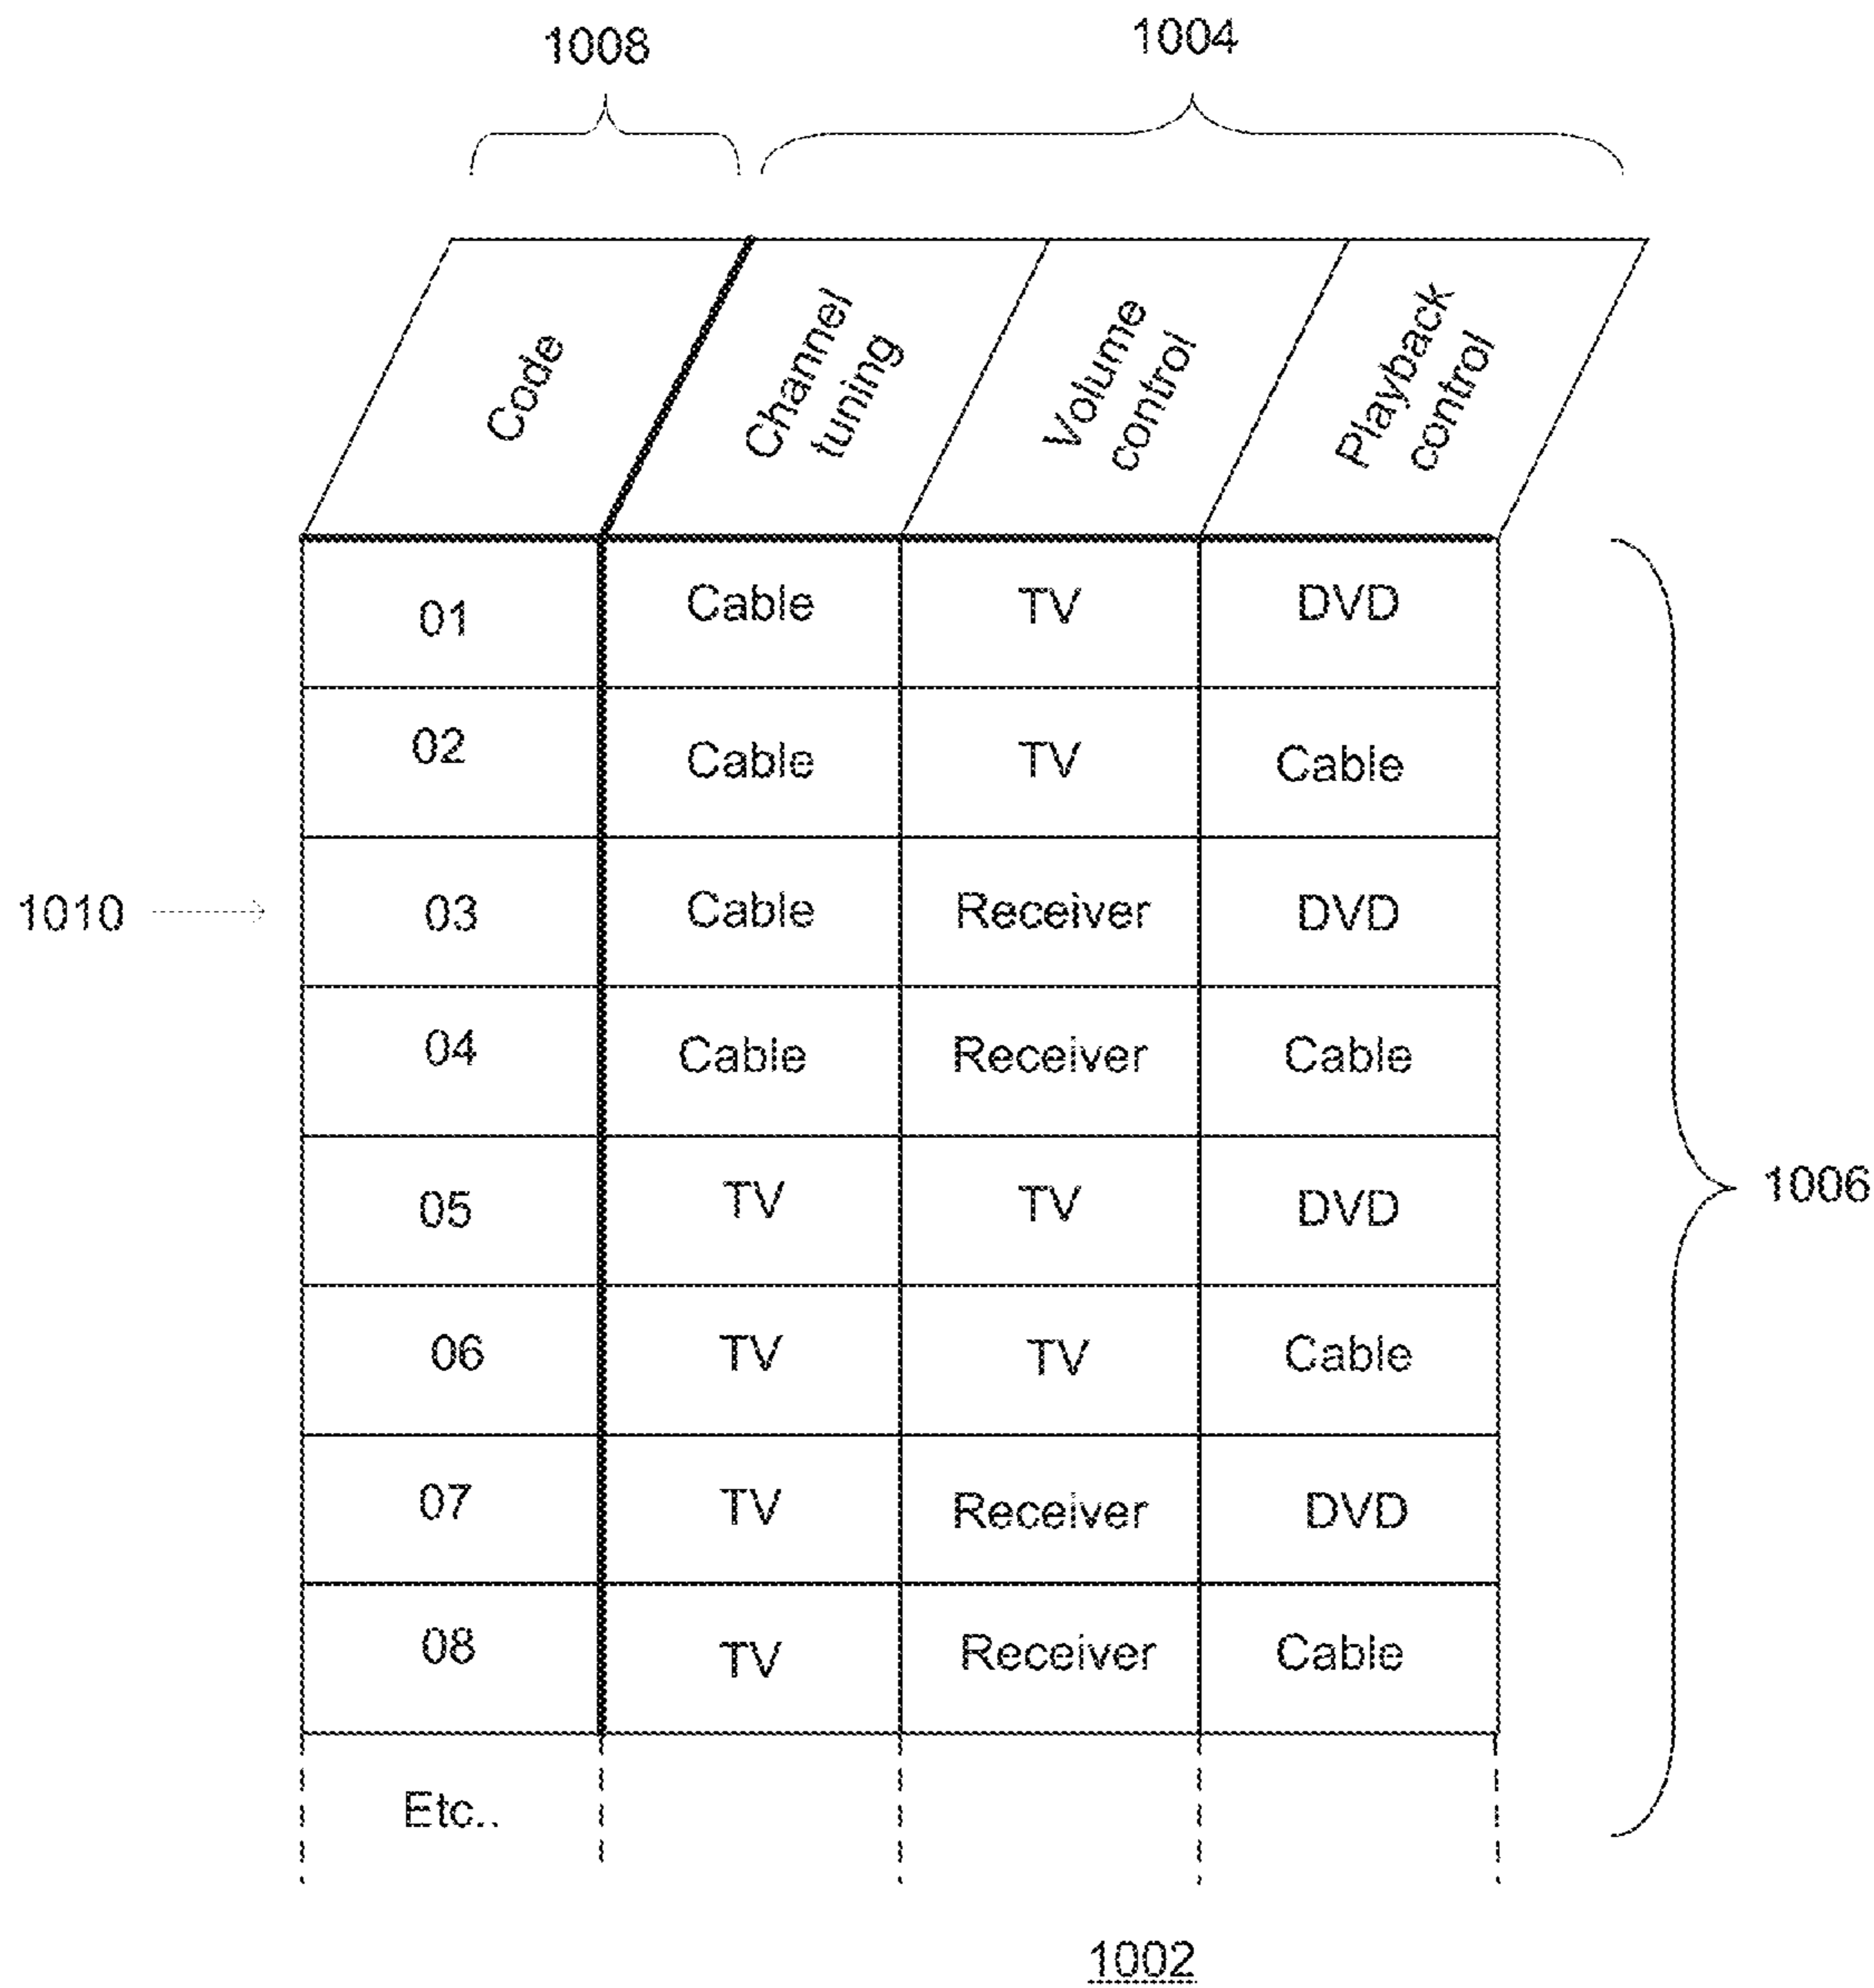 1008 1004
Code
Channel
tuning
Volume
control
Playback
control
01 Cable TV DVD
02 Cable TV Cable
1010 03 Cable Receiver DVD
04 Cable Receiver Cable
05 TV TV DVD
1006
06 TV TV Cable
07 TV Receiver DVD
08 TV Receiver Cable
Etc..
1002